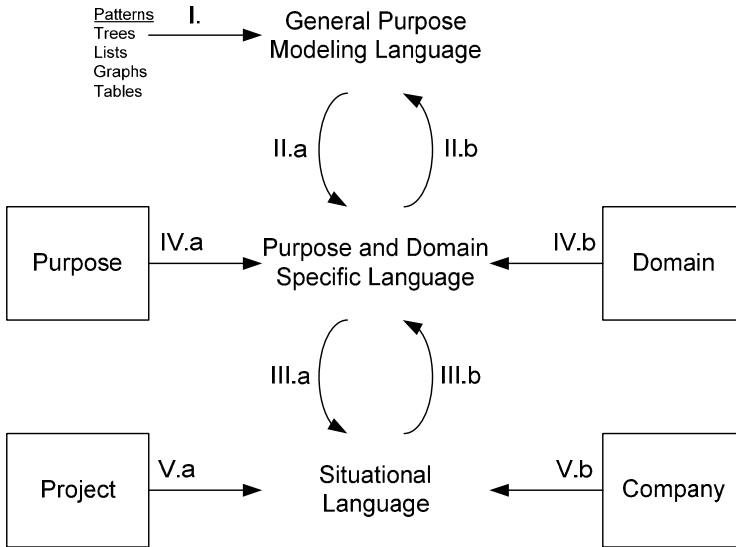 Patterns
Trees
Lists
Graphs
Tables
I.
General Purpose
Modeling Language
II.a
II.b
Purpose
IV.a
Purpose and Domain
Specific Language
IV.b
Domain
III.a
III.b
Project
V.a
Situational
Language
V.b
Company